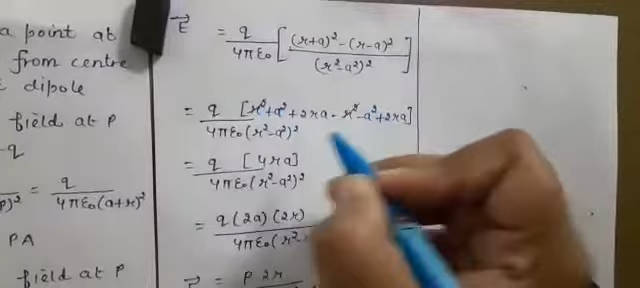 a point at
from centre
dipole
field at P
-q
)² = q / 4πε₀(a+r)²
PA
field at P
E⃗ = q / 4πε₀ [ (r+a)² - (r-a)² / (r²-a²)² ]
= q [r²+a²+2ra - r²-a²+2ra] / 4πε₀(r²-a²)²
= q [4ra] / 4πε₀(r²-a²)²
= q(2a)(2r) / 4πε₀(r²-
= P 2r